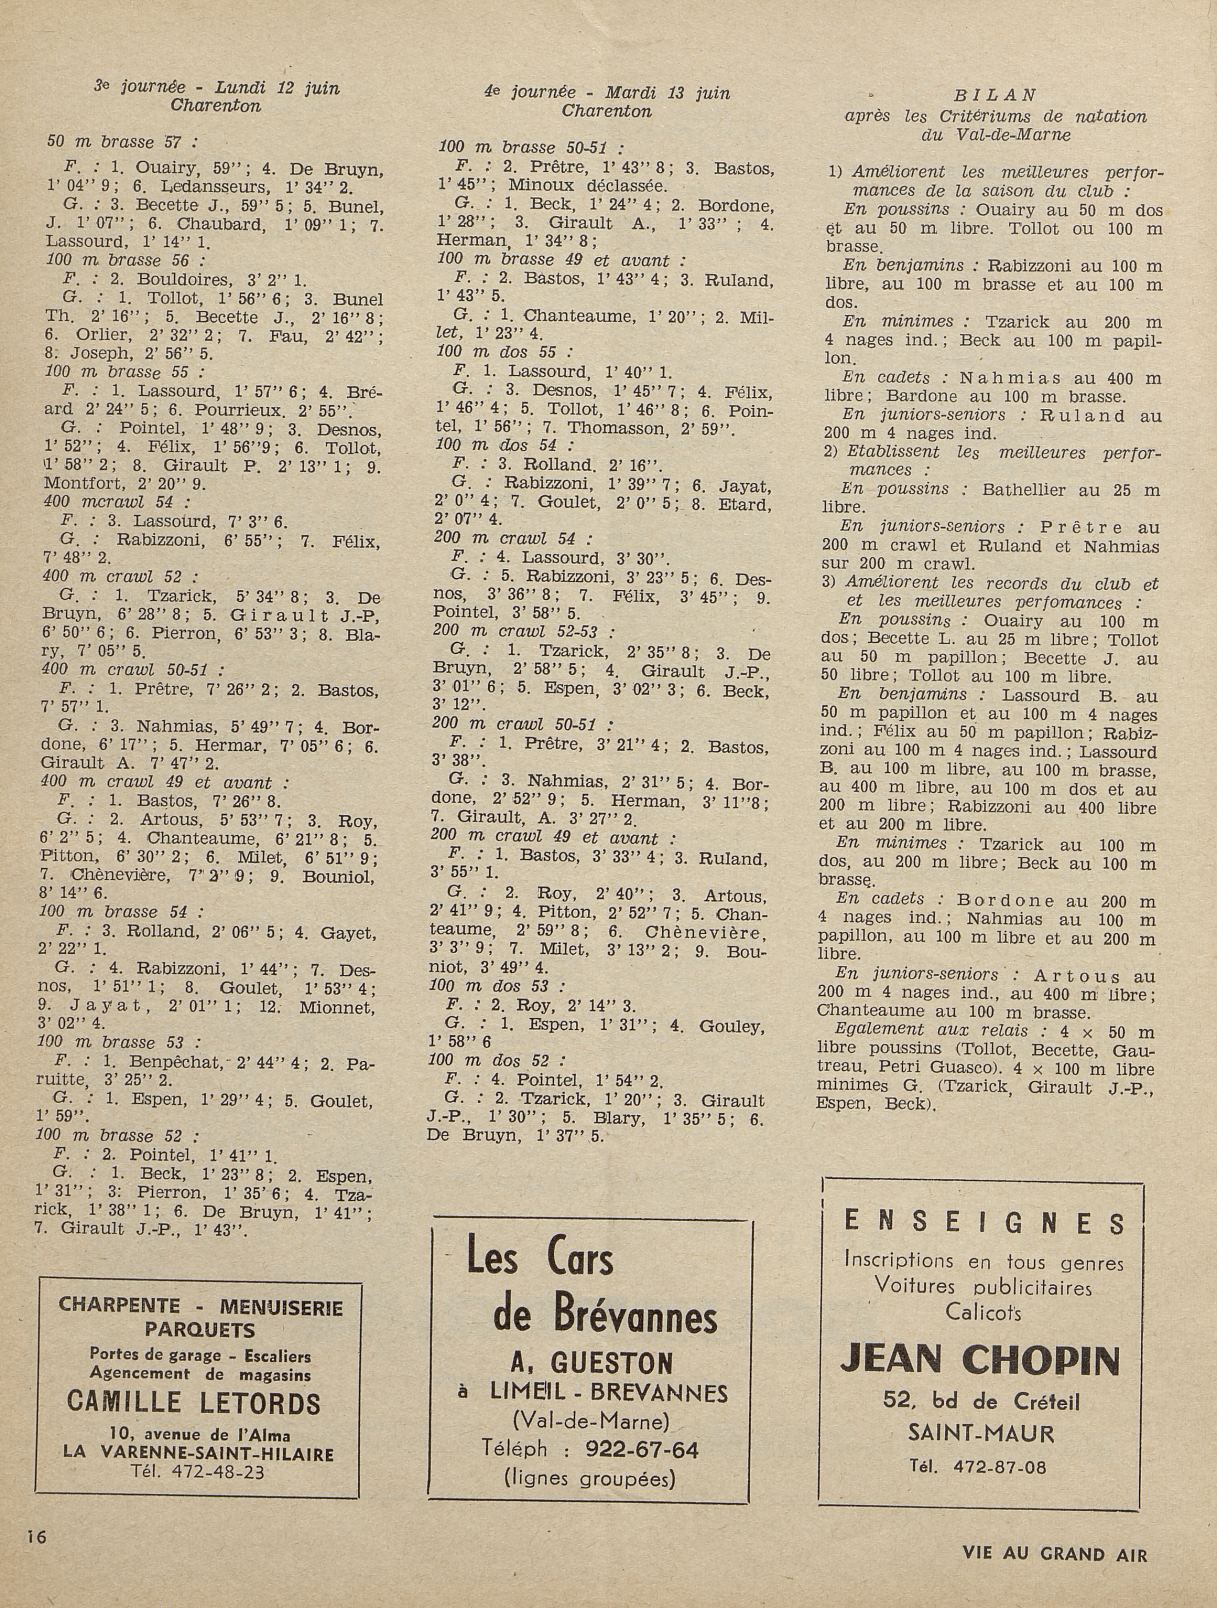 3e journée - Lundi 12 juin
Charenton
50 m brasse 57 :
F. : 1. Ouairy, 59''; 4. De Bruyn,
1' 04'' 9; 6. Ledansseurs, 1' 34'' 2.
G. : 3. Becette J., 59'' 5; 5. Bunel,
J. 1' 07''; 6. Chaubard, 1' 09'' 1; 7.
Lassourd, 1' 14'' 1.
100 m brasse 56 :
F. : 2. Bouldoires, 3' 2'' 1.
G. : 1. Tollot, 1' 56'' 6; 3. Bunel
Th. 2' 16''; 5. Becette J., 2' 16'' 8;
6. Orlier, 2' 32'' 2; 7. Fau, 2' 42'';
8. Joseph, 2' 56'' 5.
100 m brasse 55 :
F. : 1. Lassourd, 1' 57'' 6; 4. Bré-
ard 2' 24'' 5; 6. Pourrieux. 2' 55''.
G. : Pointel, 1' 48'' 9; 3. Desnos,
1' 52''; 4. Félix, 1' 56''9; 6. Tollot,
1' 58'' 2; 8. Girault P. 2' 13'' 1; 9.
Montfort, 2' 20'' 9.
400 mcrawl 54 :
F. : 3. Lassourd, 7' 3'' 6.
G. : Rabizzoni, 6' 55''; 7. Félix,
7' 48'' 2.
400 m crawl 52 :
G. : 1. Tzarick, 5' 34'' 8; 3. De
Bruyn, 6' 28'' 8; 5. Girault J.-P,
6' 50'' 6; 6. Pierron, 6' 53'' 3; 8. Bla-
ry, 7' 05'' 5.
400 m crawl 50-51 :
F. : 1. Prêtre, 7' 26'' 2; 2. Bastos,
7' 57'' 1.
G. : 3. Nahmias, 5' 49'' 7; 4. Bor-
done, 6' 17''; 5. Hermar, 7' 05'' 6; 6.
Girault A. 7' 47'' 2.
400 m crawl 49 et avant :
F. : 1. Bastos, 7' 26'' 8.
G. : 2. Artous, 5' 53'' 7; 3. Roy,
6' 2'' 5; 4. Chanteaume, 6' 21'' 8; 5.
Pitton, 6' 30'' 2; 6. Milet, 6' 51'' 9;
7. Chènevière, 7' 2'' 9; 9. Bouniol,
8' 14'' 6.
100 m brasse 54 :
F. : 3. Rolland, 2' 06'' 5; 4. Gayet,
2' 22'' 1.
G. : 4. Rabizzoni, 1' 44''; 7. Des-
nos, 1' 51'' 1; 8. Goulet, 1' 53'' 4;
9. Jayat, 2' 01'' 1; 12. Mionnet,
3' 02'' 4.
100 m brasse 53 :
F. : 1. Benpêchat, 2' 44'' 4; 2. Pa-
ruitte, 3' 25'' 2.
G. : 1. Espen, 1' 29'' 4; 5. Goulet,
1' 59''.
100 m brasse 52 :
F. : 2. Pointel, 1' 41'' 1.
G. : 1. Beck, 1' 23'' 8; 2. Espen,
1' 31''; 3: Pierron, 1' 35' 6; 4. Tza-
rick, 1' 38'' 1; 6. De Bruyn, 1' 41'';
7. Girault J.-P., 1' 43''.
CHARPENTE - MENUISERIE
PARQUETS
Portes de garage - Escaliers
Agencement de magasins
CAMILLE LETORDS
10, avenue de l'Alma
LA VARENNE-SAINT-HILAIRE
Tél. 472-48-23
4e journée - Mardi 13 juin
Charenton
100 m brasse 50-51 :
F. : 2. Prêtre, 1' 43'' 8; 3. Bastos,
1' 45''; Minoux déclassée.
G. : 1. Beck, 1' 24'' 4; 2. Bordone,
1' 28''; 3. Girault A., 1' 33''; 4.
Herman, 1' 34'' 8;
100 m brasse 49 et avant :
F. : 2. Bastos, 1' 43'' 4; 3. Ruland,
1' 43'' 5.
G. : 1. Chanteaume, 1' 20''; 2. Mil-
let, 1' 23'' 4.
100 m dos 55 :
F. 1. Lassourd, 1' 40'' 1.
G. : 3. Desnos, 1' 45'' 7; 4. Félix,
1' 46'' 4; 5. Tollot, 1' 46'' 8; 6. Poin-
tel, 1' 56''; 7. Thomasson, 2' 59''.
100 m dos 54 :
F. : 3. Rolland. 2' 16''.
G. : Rabizzoni, 1' 39'' 7; 6. Jayat,
2' 0'' 4; 7. Goulet, 2' 0'' 5; 8. Etard,
2' 07'' 4.
200 m crawl 54 :
F. : 4. Lassourd, 3' 30''.
G. : 5. Rabizzoni, 3' 23'' 5; 6. Des-
nos, 3' 36'' 8; 7. Félix, 3' 45''; 9.
Pointel, 3' 58'' 5.
200 m crawl 52-53 :
G. : 1. Tzarick, 2' 35'' 8; 3. De
Bruyn, 2' 58'' 5; 4. Girault J.-P.,
3' 01'' 6; 5. Espen, 3' 02'' 3; 6. Beck,
3' 12''.
200 m crawl 50-51 :
F. : 1. Prêtre, 3' 21'' 4; 2. Bastos,
3' 38''.
G. : 3. Nahmias, 2' 31'' 5; 4. Bor-
done, 2' 52'' 9; 5. Herman, 3' 11''8;
7. Girault, A. 3' 27'' 2.
200 m crawl 49 et avant :
F. : 1. Bastos, 3' 33'' 4; 3. Ruland,
3' 55'' 1.
G. : 2. Roy, 2' 40''; 3. Artous,
2' 41'' 9; 4. Pitton, 2' 52'' 7; 5. Chan-
teaume, 2' 59'' 8; 6. Chènevière,
3' 3'' 9; 7. Milet, 3' 13'' 2; 9. Bou-
niot, 3' 49'' 4.
100 m dos 53 :
F. : 2. Roy, 2' 14'' 3.
G. : 1. Espen, 1' 31''; 4. Gouley,
1' 58'' 6
100 m dos 52 :
F. : 4. Pointel, 1' 54'' 2.
G. : 2. Tzarick, 1' 20''; 3. Girault
J.-P., 1' 30''; 5. Blary, 1' 35'' 5; 6.
De Bruyn, 1' 37'' 5.
Les Cars
de Brévannes
A, GUESTON
à LIMEIL - BREVANNES
(Val-de-Marne)
Téléph : 922-67-64
(lignes groupées)
BILAN
après les Critériums de natation
du Val-de-Marne
1) Améliorent les meilleures perfor-
mances de la saison du club :
En poussins : Ouairy au 50 m dos
et au 50 m libre. Tollot ou 100 m
brasse.
En benjamins : Rabizzoni au 100 m
libre, au 100 m brasse et au 100 m
dos.
En minimes : Tzarick au 200 m
4 nages ind.; Beck au 100 m papil-
lon.
En cadets : Nahmias au 400 m
libre; Bardone au 100 m brasse.
En juniors-seniors : Ruland au
200 m 4 nages ind.
2) Etablissent les meilleures perfor-
mances :
En poussins : Bathellier au 25 m
libre.
En juniors-seniors : Prêtre au
200 m crawl et Ruland et Nahmias
sur 200 m crawl.
3) Améliorent les records du club et
et les meilleures perfomances :
En poussins : Ouairy au 100 m
dos; Becette L. au 25 m libre; Tollot
au 50 m papillon; Becette J. au
50 libre; Tollot au 100 m libre.
En benjamins : Lassourd B. au
50 m papillon et au 100 m 4 nages
ind.; Félix au 50 m papillon; Rabiz-
zoni au 100 m 4 nages ind.; Lassourd
B. au 100 m libre, au 100 m brasse,
au 400 m libre, au 100 m dos et au
200 m libre; Rabizzoni au 400 libre
et au 200 m libre.
En minimes : Tzarick au 100 m
dos, au 200 m libre; Beck au 100 m
brasse.
En cadets : Bordone au 200 m
4 nages ind.; Nahmias au 100 m
papillon, au 100 m libre et au 200 m
libre.
En juniors-seniors : Artous au
200 m 4 nages ind., au 400 m libre;
Chanteaume au 100 m brasse.
Egalement aux relais : 4 × 50 m
libre poussins (Tollot, Becette, Gau-
treau, Petri Guasco). 4 × 100 m libre
minimes G. (Tzarick, Girault J.-P.,
Espen, Beck).
ENSEIGNES
Inscriptions en tous genres
Voitures publicitaires
Calicots
JEAN CHOPIN
52, bd de Créteil
SAINT-MAUR
Tél. 472-87-08
16
VIE AU GRAND AIR